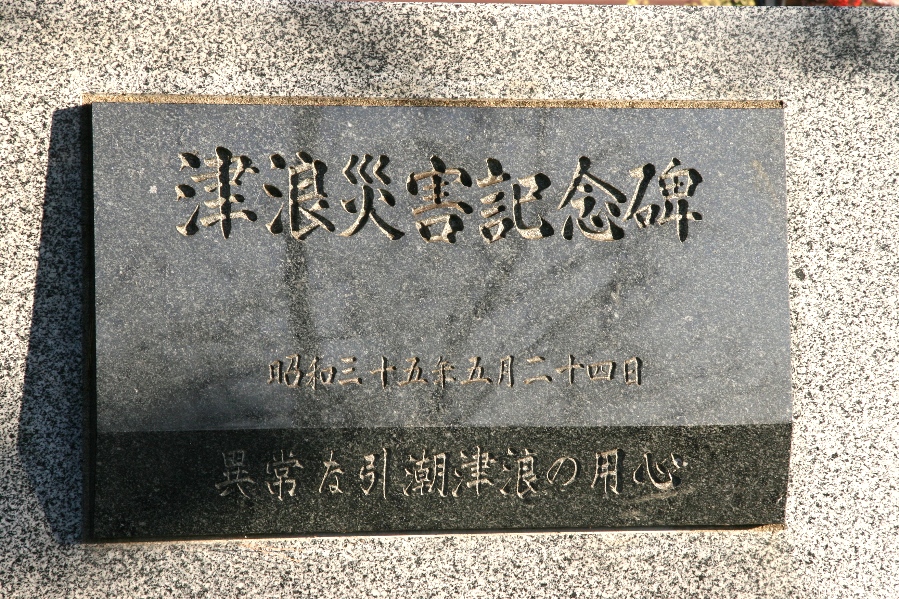 津浪災害記念碑
昭和三十五年五月二十四日
異常な引潮津浪の用心